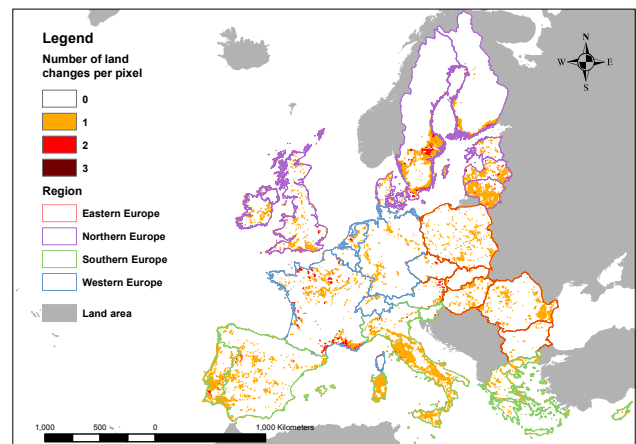 Legend
Number of land
changes per pixel
0
1
2
3
Region
Eastern Europe
Northern Europe
Southern Europe
Western Europe
Land area
N
W E
S
1,000 500 0 1,000 Kilometers